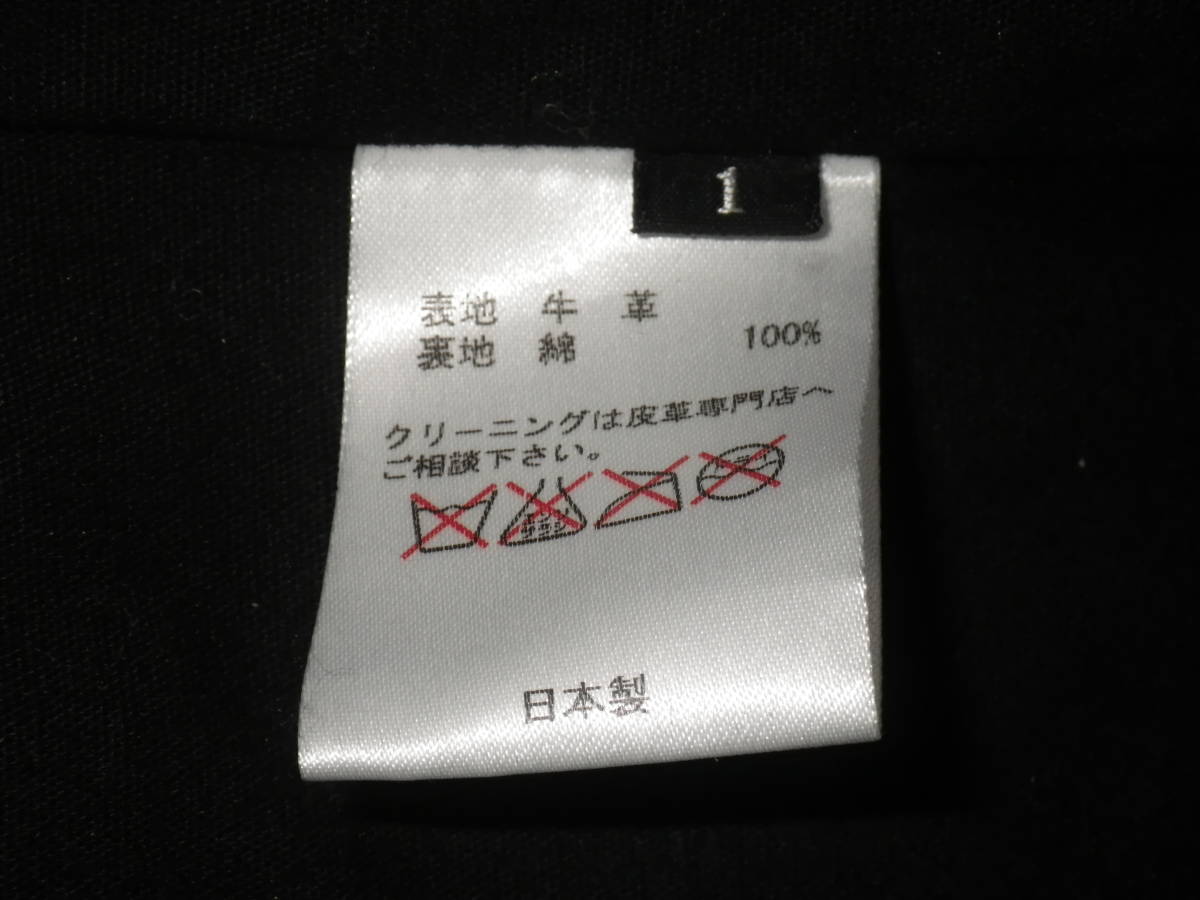 1
表地 牛 革
裏地 綿 100%
クリーニングは皮革専門店へ
ご相談下さい。
日本製